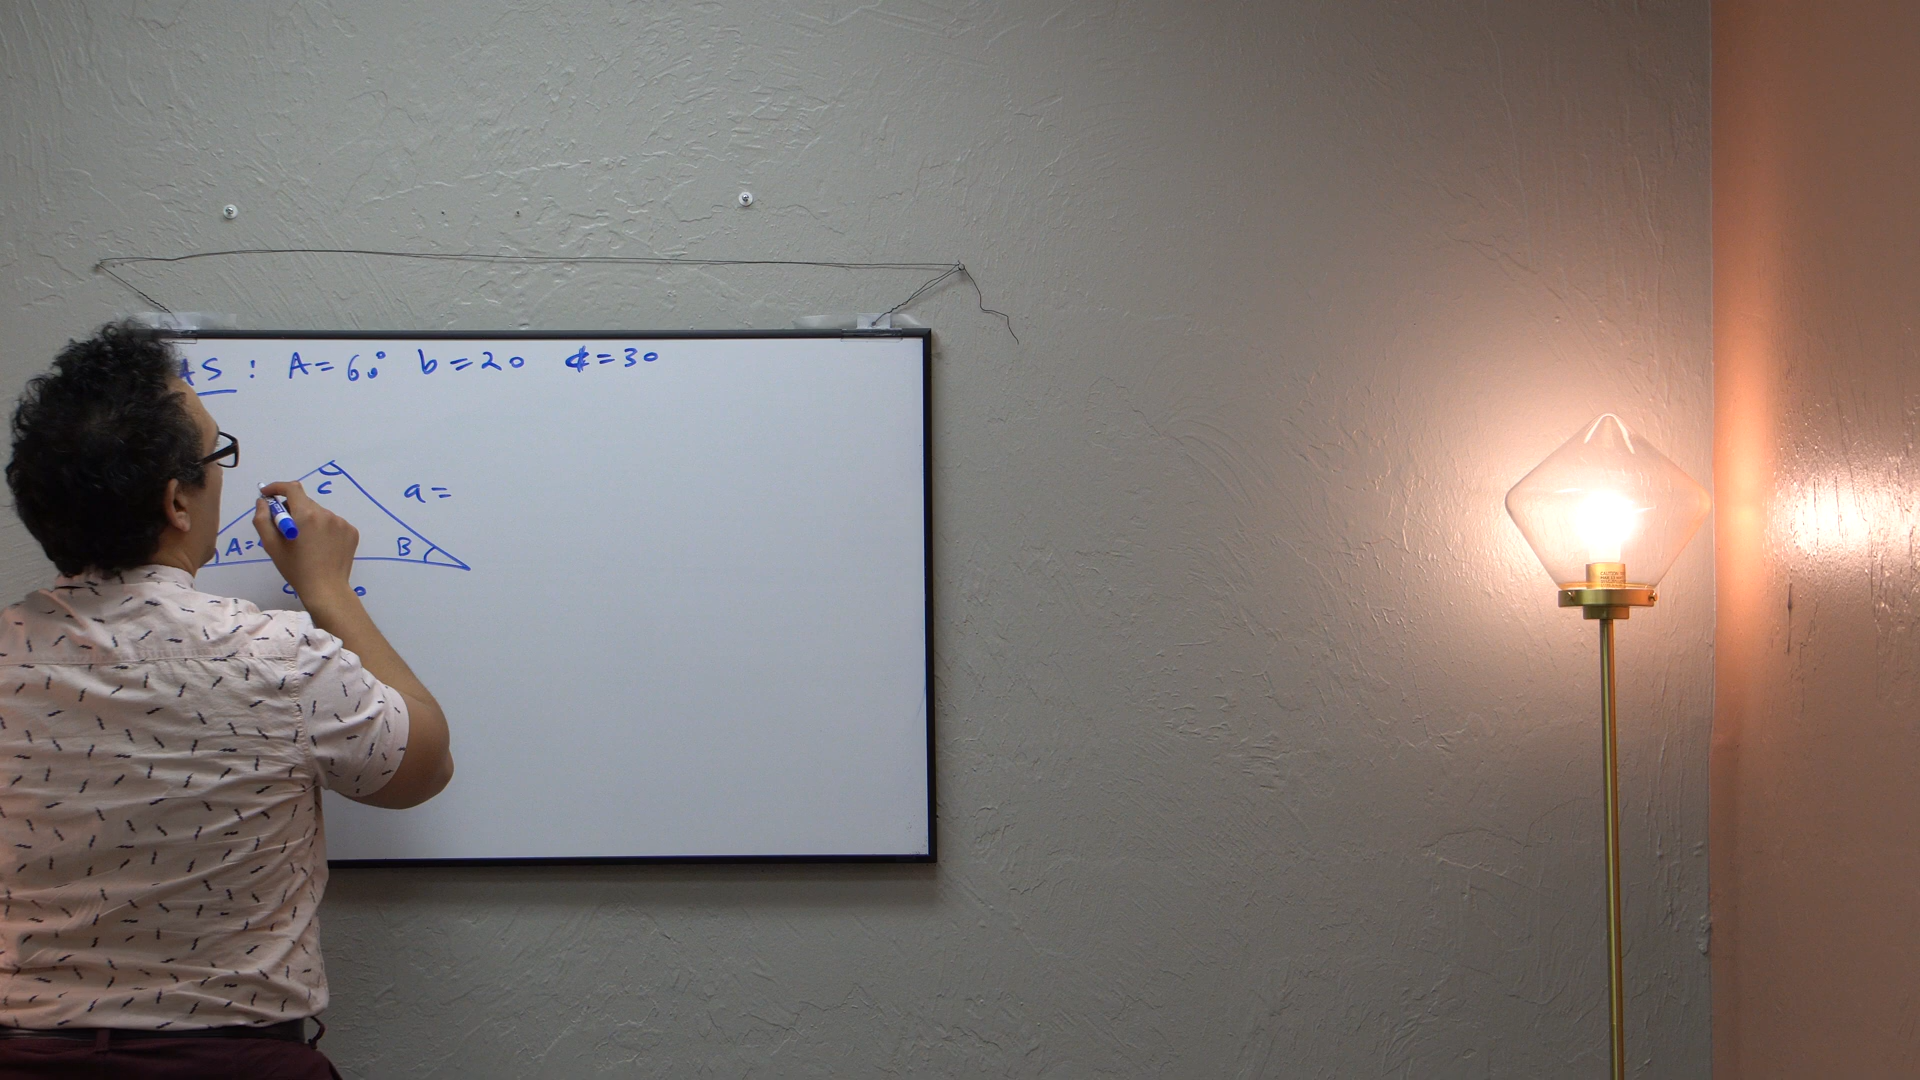 AS : A = 60° b = 20 c = 30
C
a =
A =
B